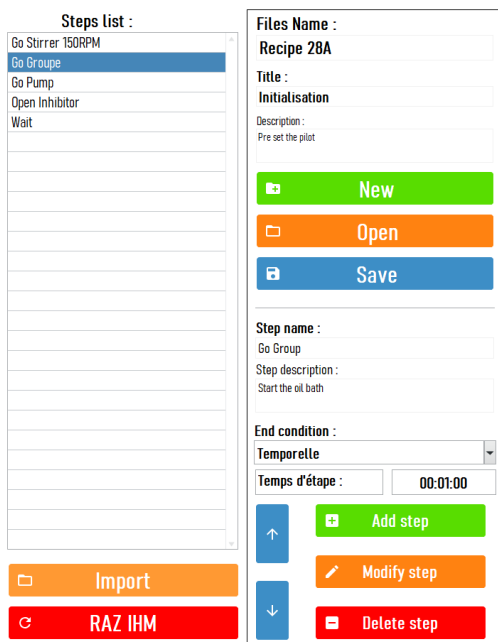 Steps list :
Go Stirrer 150RPM
Go Groupe
Go Pump
Open Inhibitor
Wait
Import
RAZ IHM
Files Name :
Recipe 28A
Title :
Initialisation
Description :
Pre set the pilot
New
Open
Save
Step name :
Go Group
Step description :
Start the oil bath
End condition :
Temporelle
Temps d'étape :
00:01:00
Add step
Modify step
Delete step